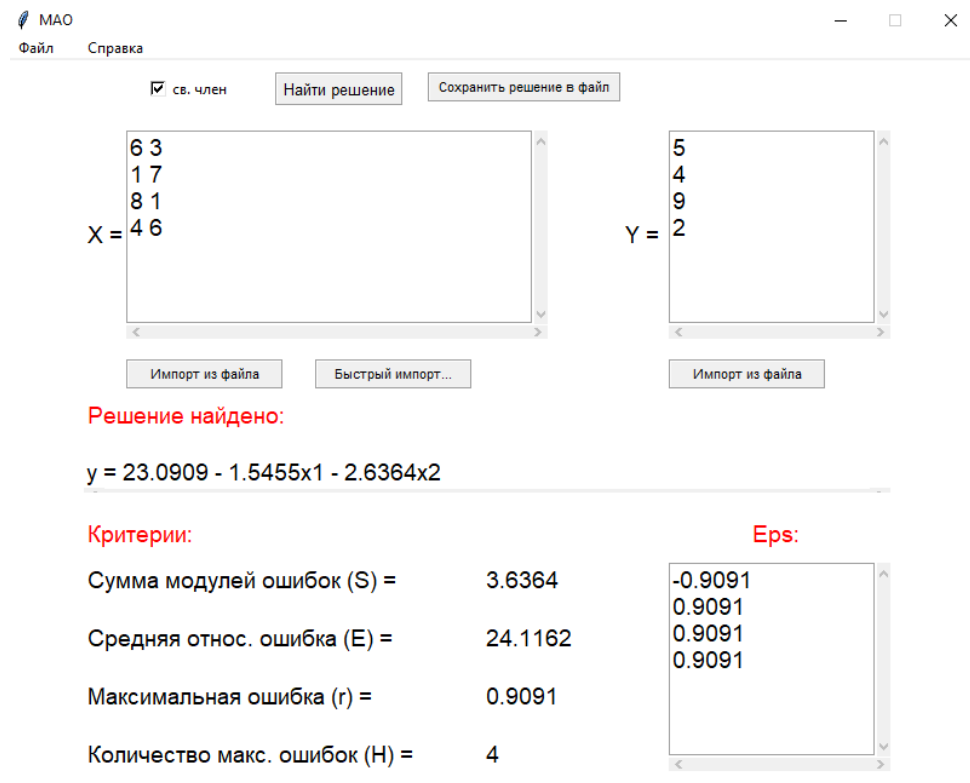 МАО
Файл Справка
св. член Найти решение Сохранить решение в файл
X =
6 3
1 7
8 1
4 6
Y =
5
4
9
2
Импорт из файла Быстрый импорт... Импорт из файла
Решение найдено:
y = 23.0909 - 1.5455x1 - 2.6364x2
Критерии:
Сумма модулей ошибок (S) = 3.6364
Средняя относ. ошибка (E) = 24.1162
Максимальная ошибка (r) = 0.9091
Количество макс. ошибок (H) = 4
Eps:
-0.9091
0.9091
0.9091
0.9091